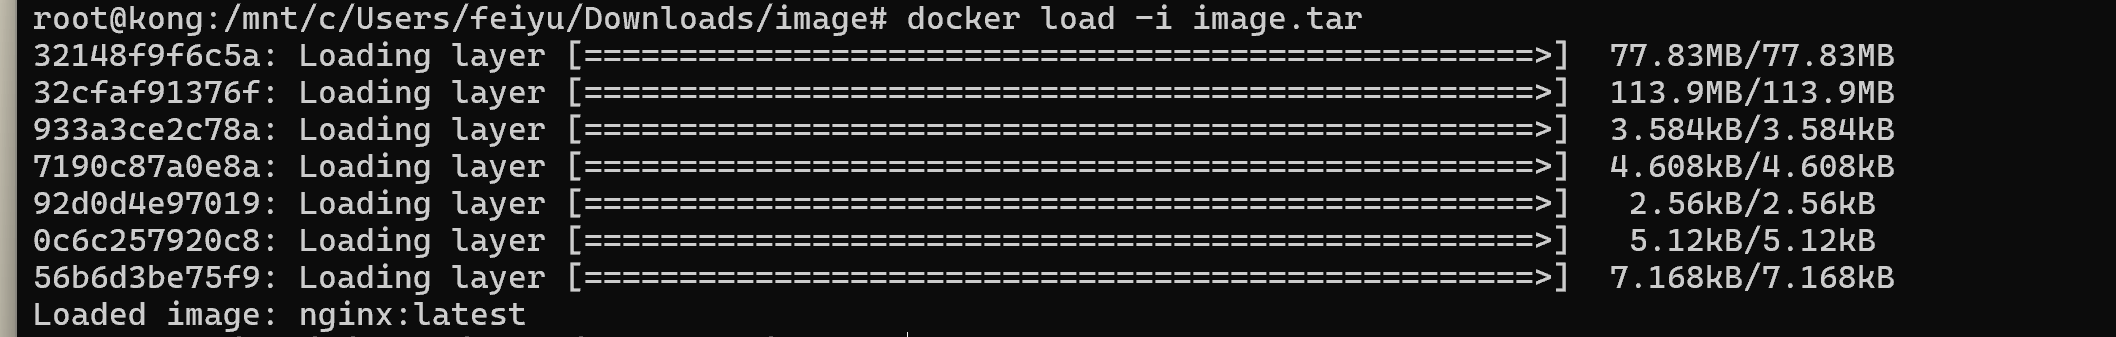 root@kong:/mnt/c/Users/feiyu/Downloads/image# docker load -i image.tar
32148f9f6c5a: Loading layer [==================================================>]  77.83MB/77.83MB
32cfaf91376f: Loading layer [==================================================>]  113.9MB/113.9MB
933a3ce2c78a: Loading layer [==================================================>]  3.584kB/3.584kB
7190c87a0e8a: Loading layer [==================================================>]  4.608kB/4.608kB
92d0d4e97019: Loading layer [==================================================>]   2.56kB/2.56kB
0c6c257920c8: Loading layer [==================================================>]   5.12kB/5.12kB
56b6d3be75f9: Loading layer [==================================================>]  7.168kB/7.168kB
Loaded image: nginx:latest